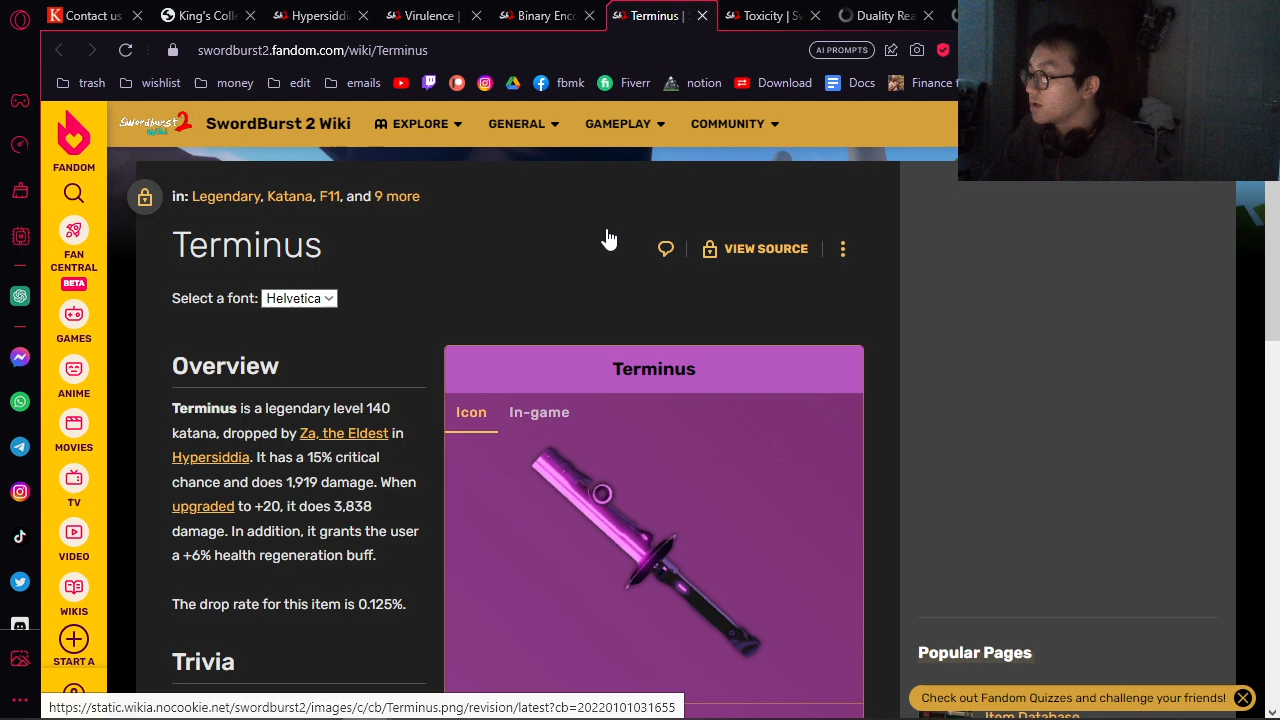 Contact us
King's Colle
Hypersiddi
Virulence |
Binary Enc
Terminus |
Toxicity | Sw
Duality Rea
swordburst2.fandom.com/wiki/Terminus
AI PROMPTS
trash
wishlist
money
edit
emails
fbmk
Fiverr
notion
Download
Docs
Finance t
SwordBurst 2 Wiki
EXPLORE
GENERAL
GAMEPLAY
COMMUNITY
FANDOM
FAN
CENTRAL
BETA
GAMES
ANIME
MOVIES
TV
VIDEO
WIKIS
START A
in: Legendary, Katana, F11, and 9 more
Terminus
VIEW SOURCE
Select a font: Helvetica
Overview
Terminus is a legendary level 140
katana, dropped by Za, the Eldest in
Hypersiddia. It has a 15% critical
chance and does 1,919 damage. When
upgraded to +20, it does 3,838
damage. In addition, it grants the user
a +6% health regeneration buff.
The drop rate for this item is 0.125%.
Trivia
Terminus
Icon
In-game
Popular Pages
Check out Fandom Quizzes and challenge your friends!
Item Database
https://static.wikia.nocookie.net/swordburst2/images/c/cb/Terminus.png/revision/latest?cb=20220101031655